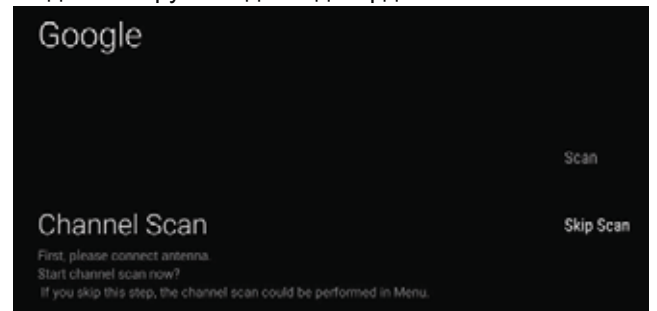 Google
Scan
Channel Scan
Skip Scan
First, please connect antenna.
Start channel scan now?
If you skip this step, the channel scan could be performed in Menu.